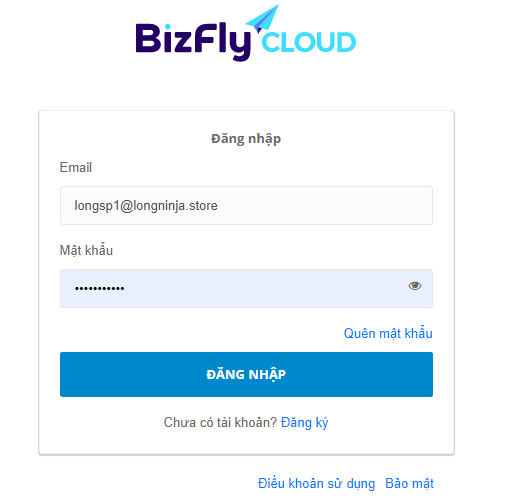 BizFly CLOUD
Đăng nhập
Email
longsp1@longninja.store
Mật khẩu
•••••••••••
Quên mật khẩu
ĐĂNG NHẬP
Chưa có tài khoản? Đăng ký
Điều khoản sử dụng Bảo mật